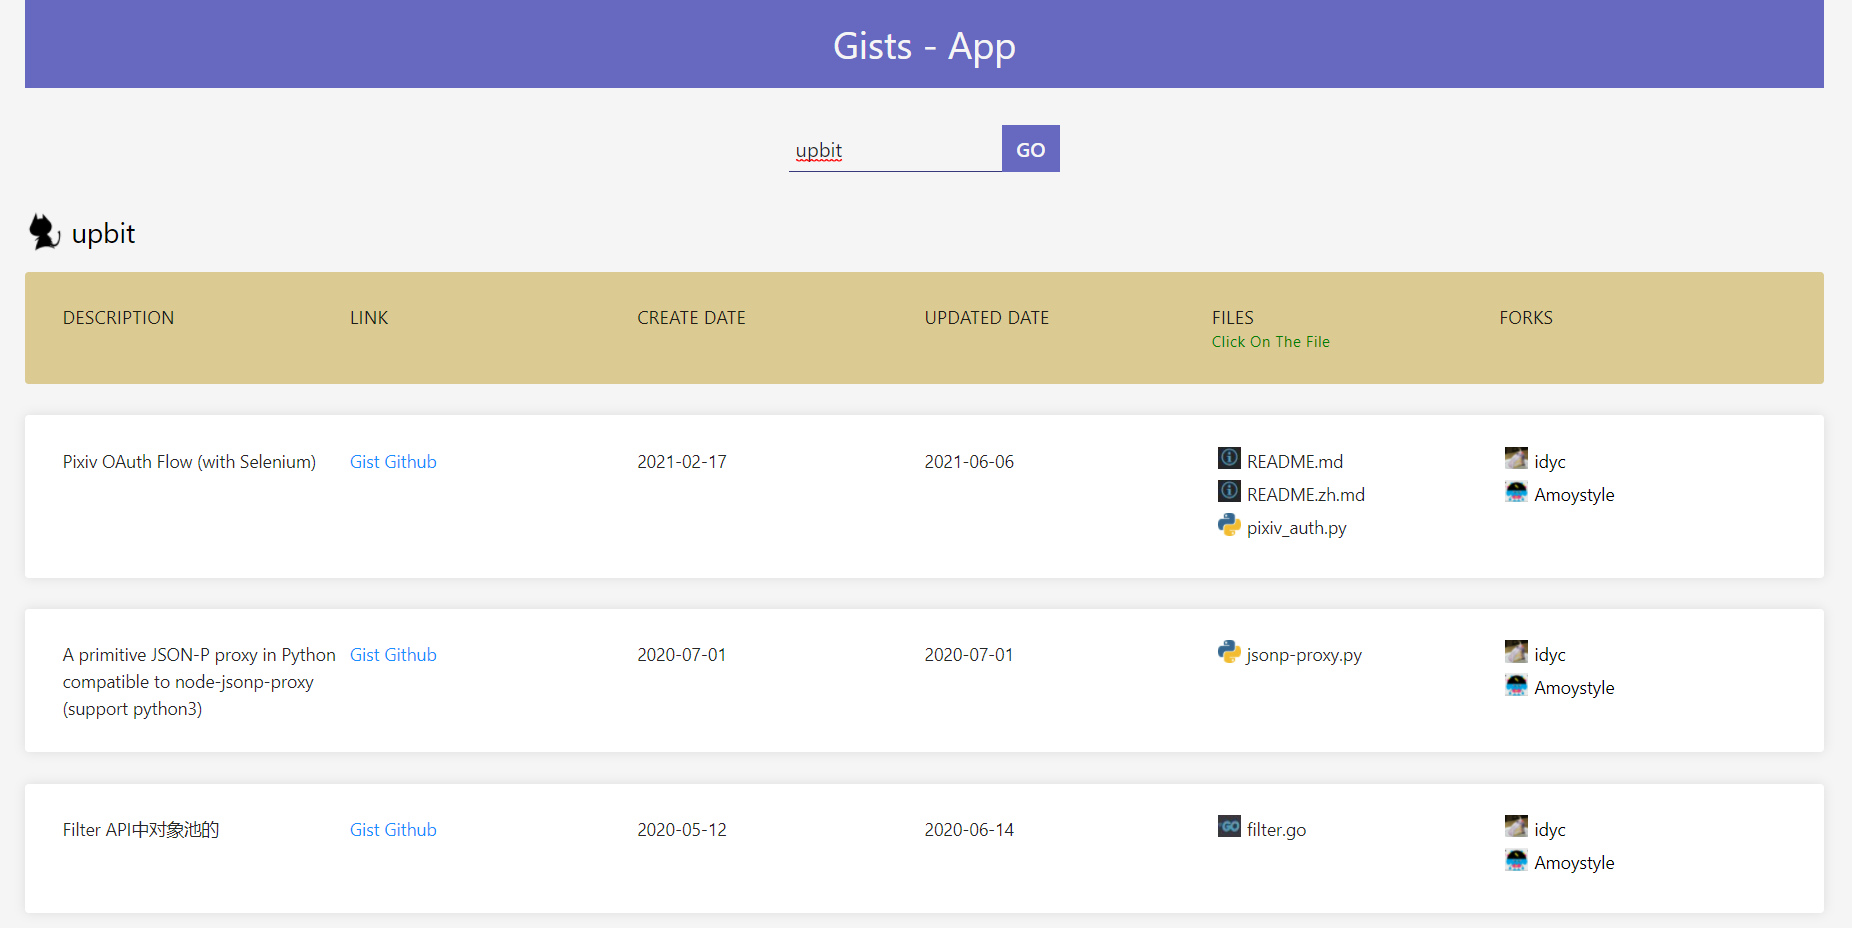 Gists - App
upbit
GO
upbit
DESCRIPTION
LINK
CREATE DATE
UPDATED DATE
FILES
Click On The File
FORKS
Pixiv OAuth Flow (with Selenium)
Gist Github
2021-02-17
2021-06-06
README.md
README.zh.md
pixiv_auth.py
idyc
Amoystyle
A primitive JSON-P proxy in Python
compatible to node-jsonp-proxy
(support python3)
Gist Github
2020-07-01
2020-07-01
jsonp-proxy.py
idyc
Amoystyle
Filter API中对象池的
Gist Github
2020-05-12
2020-06-14
GO
filter.go
idyc
Amoystyle